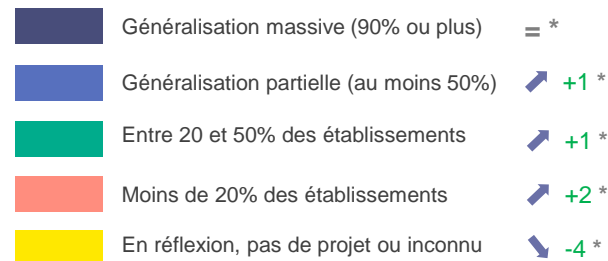 Généralisation massive (90% ou plus) = *
Généralisation partielle (au moins 50%) +1 *
Entre 20 et 50% des établissements +1 *
Moins de 20% des établissements +2 *
En réflexion, pas de projet ou inconnu -4 *